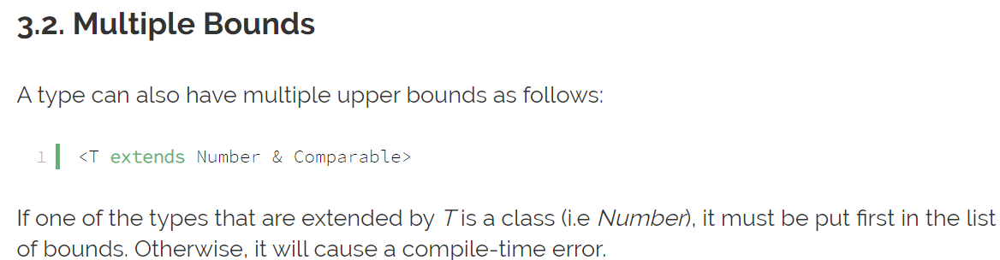 3.2. Multiple Bounds
A type can also have multiple upper bounds as follows:
1 <T extends Number & Comparable>
If one of the types that are extended by T is a class (i.e Number), it must be put first in the list
of bounds. Otherwise, it will cause a compile-time error.